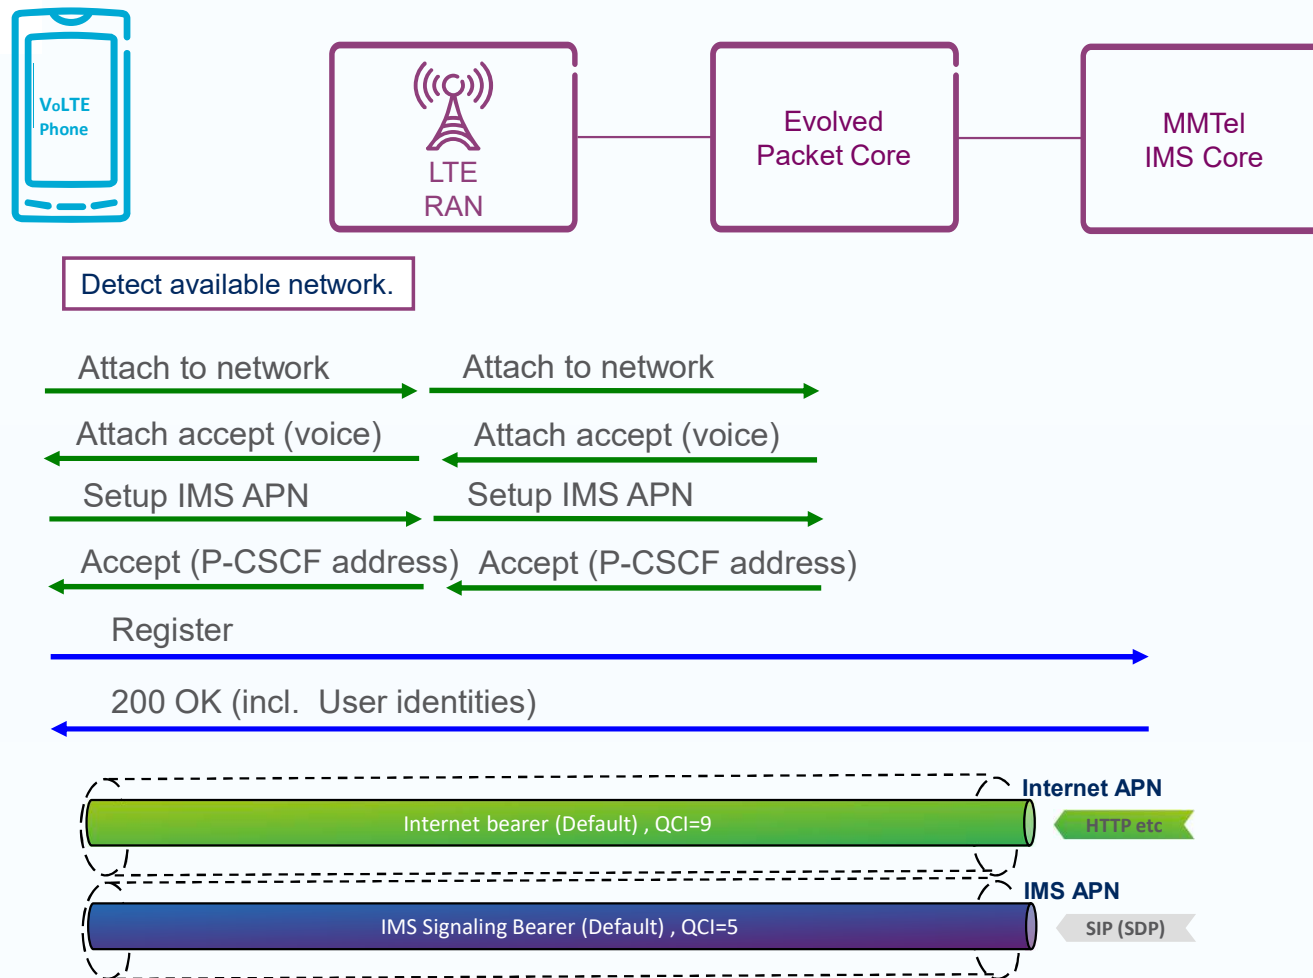 VoLTE
Phone
LTE
RAN
Evolved
Packet Core
MMTel
IMS Core
Detect available network.
Attach to network
Attach to network
Attach accept (voice)
Attach accept (voice)
Setup IMS APN
Setup IMS APN
Accept (P-CSCF address)
Accept (P-CSCF address)
Register
200 OK (incl.  User identities)
Internet APN
Internet bearer (Default) , QCI=9
HTTP etc
IMS APN
IMS Signaling Bearer (Default) , QCI=5
SIP (SDP)